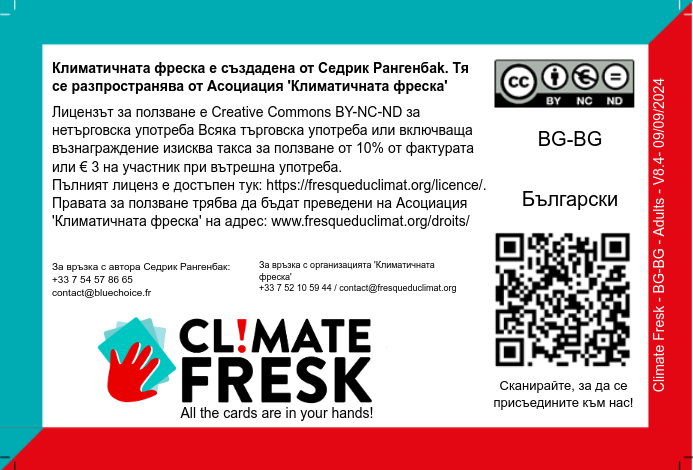 Климатичната фреска е създадена от Седрик Рангенбаk. Тя
се разпространява от Асоциация 'Климатичната фреска'
Лицензът за ползване е Creative Commons BY-NC-ND за
нетърговска употреба Всяка търговска употреба или включваща
възнаграждение изисква такса за ползване от 10% от фактурата
или € 3 на участник при вътрешна употреба.
Пълният лиценз е достъпен тук: https://fresqueduclimat.org/licence/.
Правата за ползване трябва да бъдат преведени на Асоциация
'Климатичната фреска' на адрес: www.fresqueduclimat.org/droits/
За връзка с автора Седрик Рангенбак:
+33 7 54 57 86 65
contact@bluechoice.fr
За връзка с организацията 'Климатичната
фреска'
+33 7 52 10 59 44 / contact@fresqueduclimat.org
CL!MATE
FRESK
All the cards are in your hands!
cc
BY NC ND
BG-BG
Български
Сканирайте, за да се
присъедините към нас!
Climate Fresk - BG-BG - Adults - V8.4- 09/09/2024